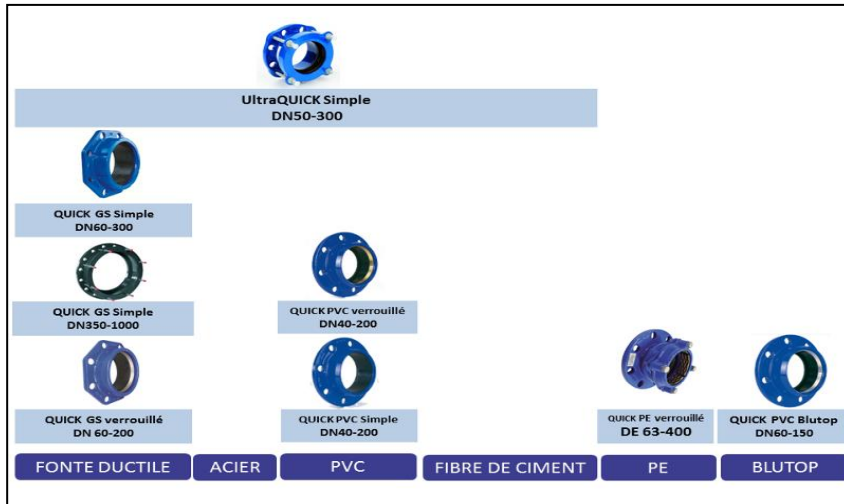 UltraQUICK Simple
DN50-300
QUICK GS Simple
DN60-300
QUICK GS Simple
DN350-1000
QUICK PVC verrouillé
DN40-200
QUICK GS verrouillé
DN 60-200
QUICK PVC Simple
DN40-200
QUICK PE verrouillé
DE 63-400
QUICK PVC Blutop
DN60-150
FONTE DUCTILE
ACIER
PVC
FIBRE DE CIMENT
PE
BLUTOP